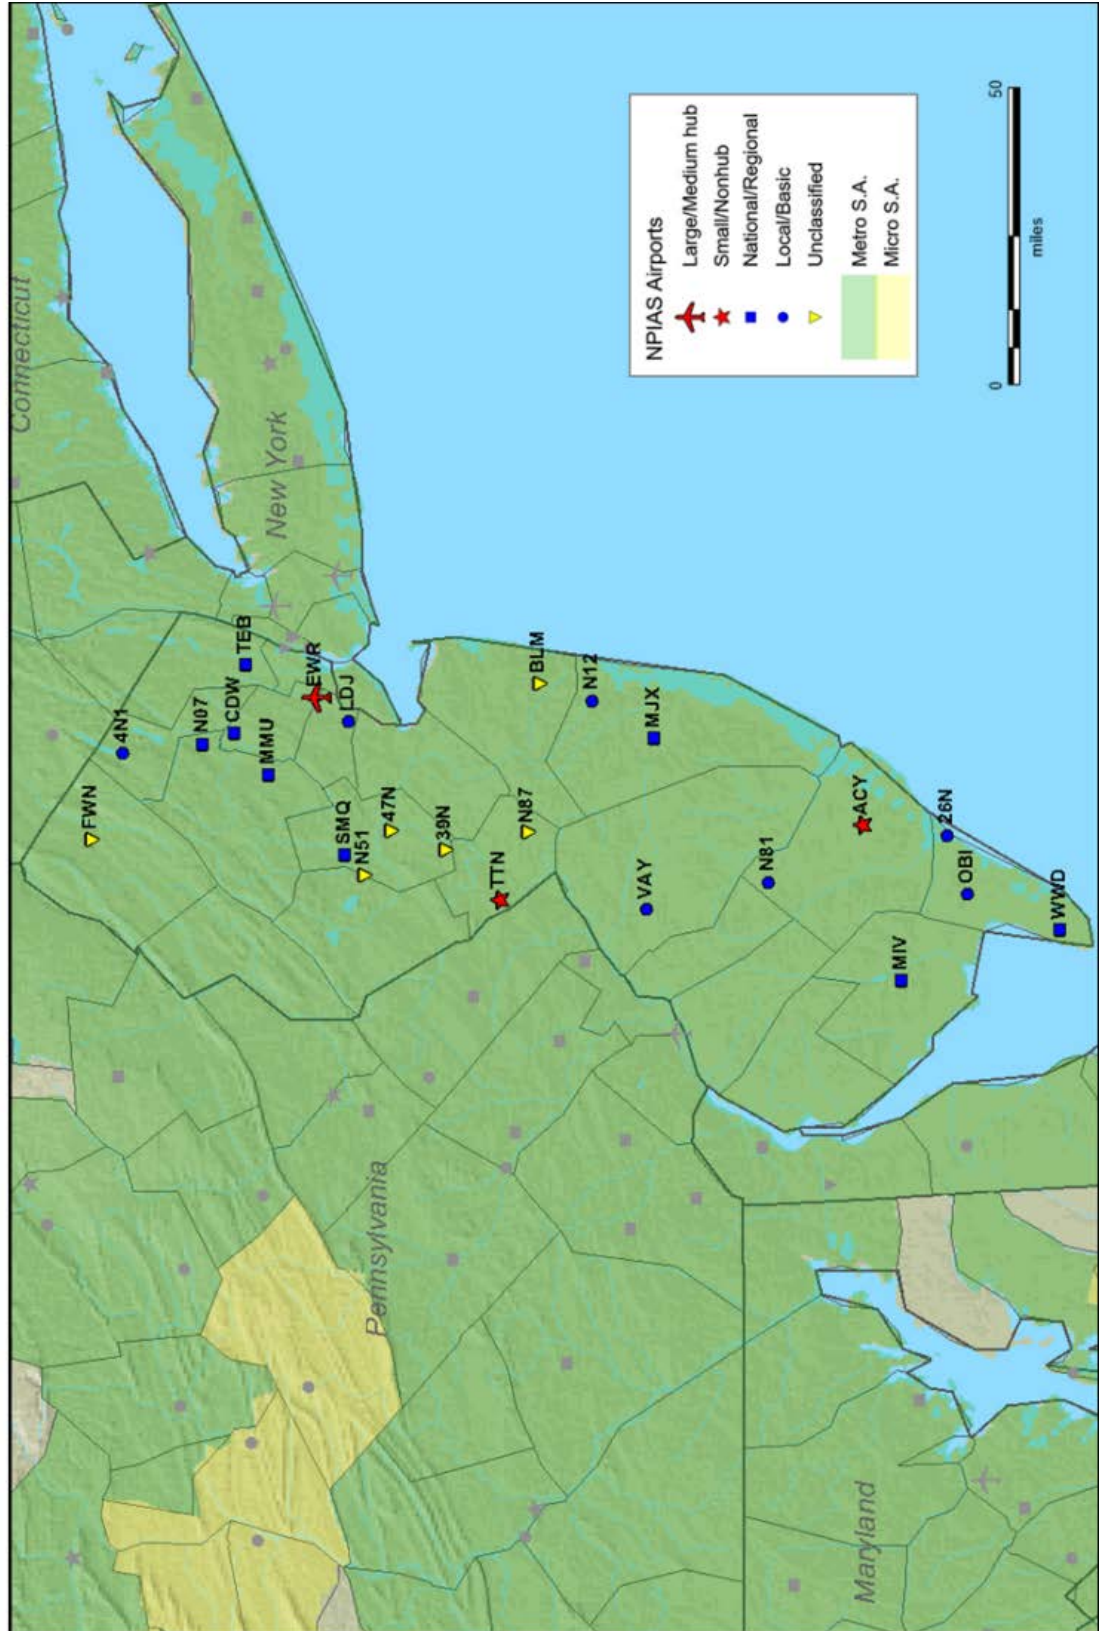 Connecticut
FWN
4N1
N07
CDW
TEB
MMU
New York
EWR
SMQ
LDJ
N51
Pennsylvania
47N
39N
TTN
N87
BLM
N12
VAY
MJX
N81
ACY
Maryland
MIV
26N
OBI
WWD
NPIAS Airports
Large/Medium hub
Small/Nonhub
National/Regional
Local/Basic
Unclassified
Metro S.A.
Micro S.A.
0 50
miles